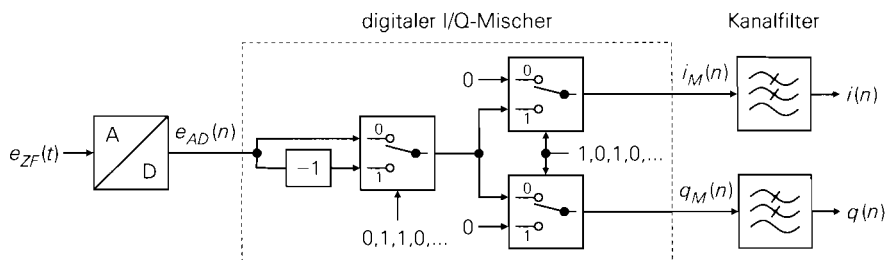 digitaler I/Q-Mischer
Kanalfilter
e_ZF(t)
A
D
e_AD(n)
−1
0
1
0,1,1,0,...
0
0
1
0
0
1
1,0,1,0,...
i_M(n)
i(n)
q_M(n)
q(n)